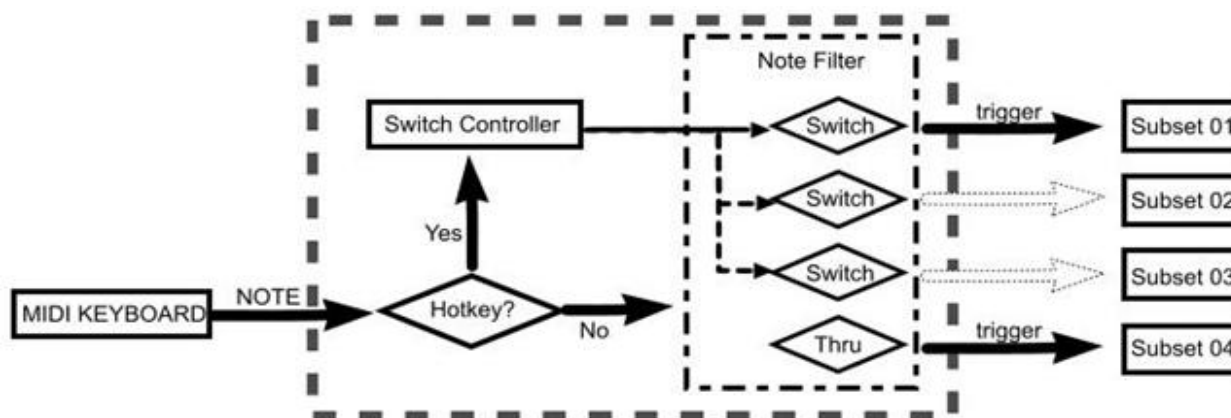 Note Filter
Switch Controller
Switch
trigger
Subset 01
Switch
Subset 02
Yes
Switch
Subset 03
MIDI KEYBOARD
NOTE
Hotkey?
No
Thru
trigger
Subset 04